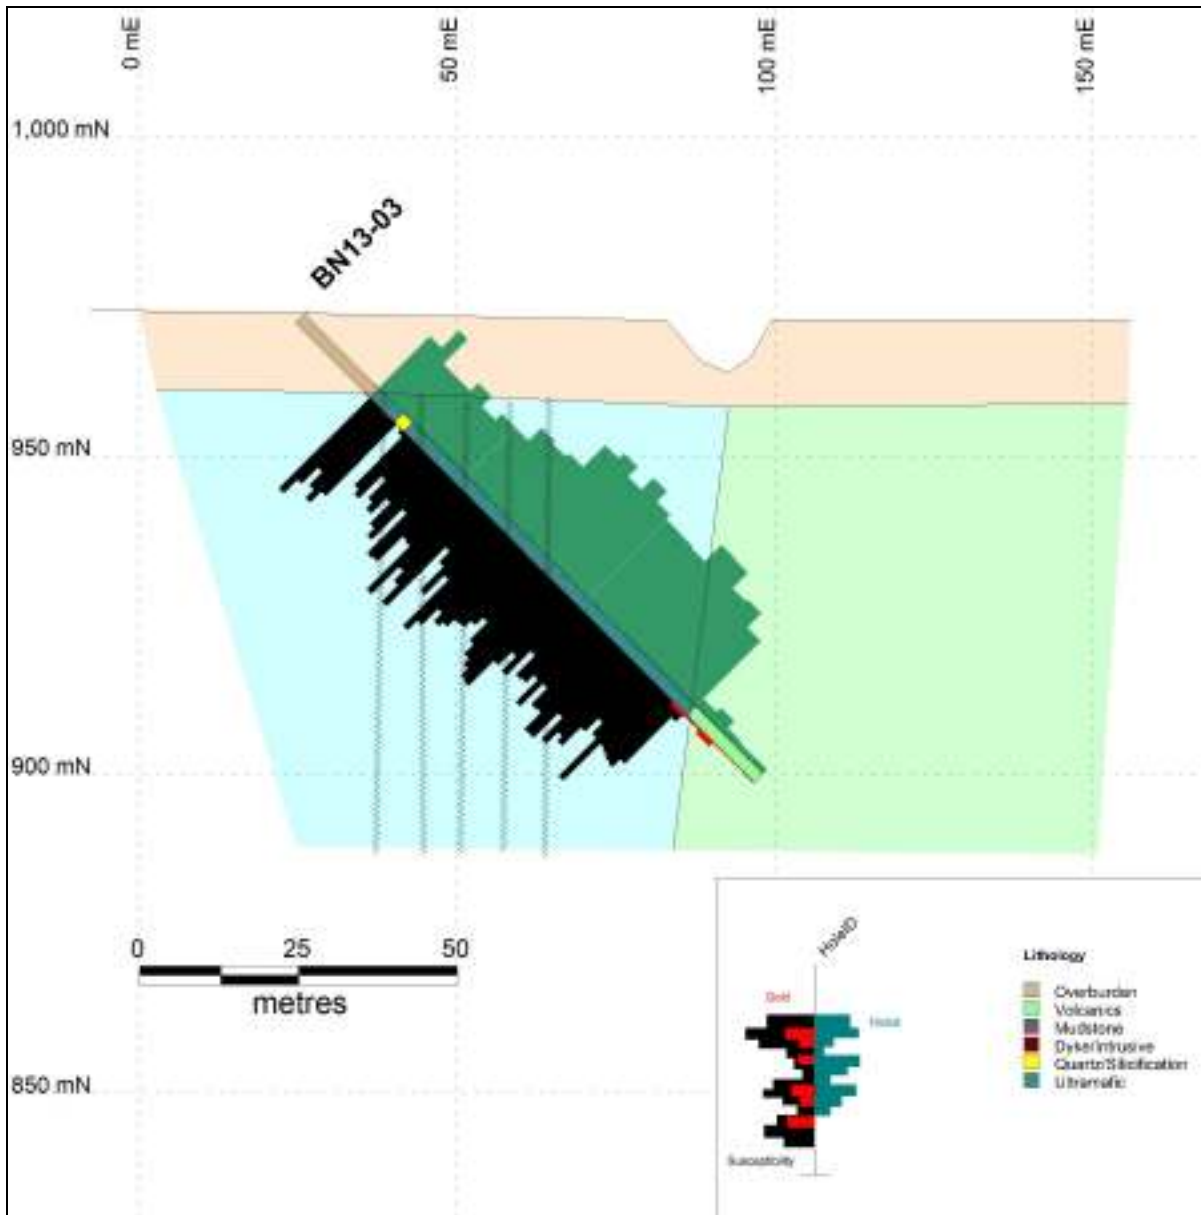 0 mE
50 mE
100 mE
150 mE
1,000 mN
BN13-03
950 mN
900 mN
0 25 50
metres
850 mN
HoleID
Gold
Susceptibility
Lithology
Overburden
Volcanics
Mudstone
Dyke/Intrusive
Quartz/Silicification
Ultramafic